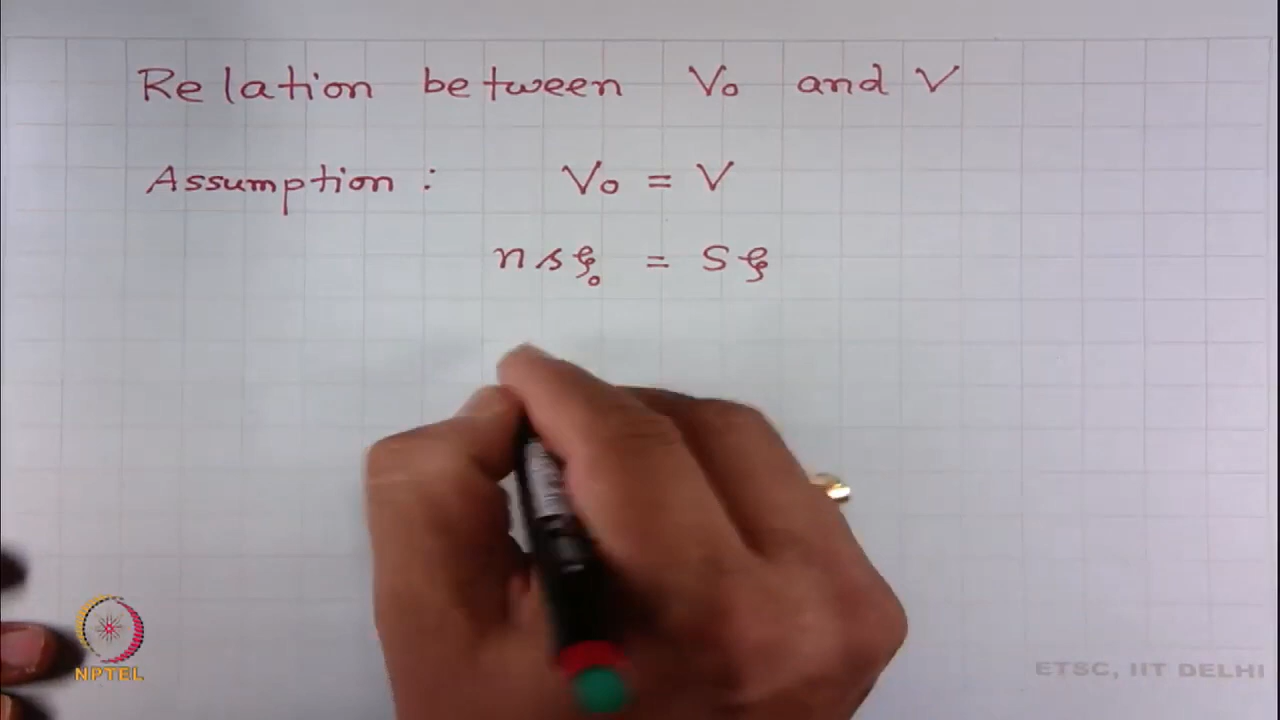 Relation between V₀ and V
Assumption : V₀ = V
n s ξ₀ = S ξ
NPTEL
ETSC, IIT DELHI